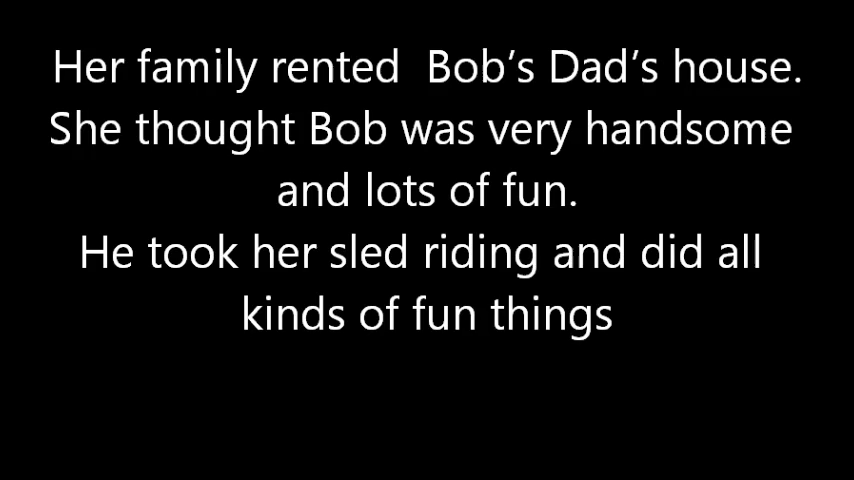 Her family rented  Bob’s Dad’s house.
She thought Bob was very handsome
and lots of fun.
He took her sled riding and did all
kinds of fun things